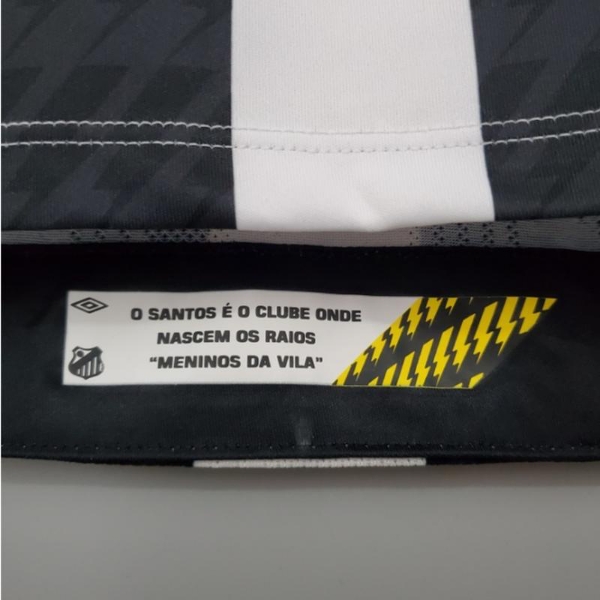 O SANTOS É O CLUBE ONDE
NASCEM OS RAIOS
"MENINOS DA VILA"